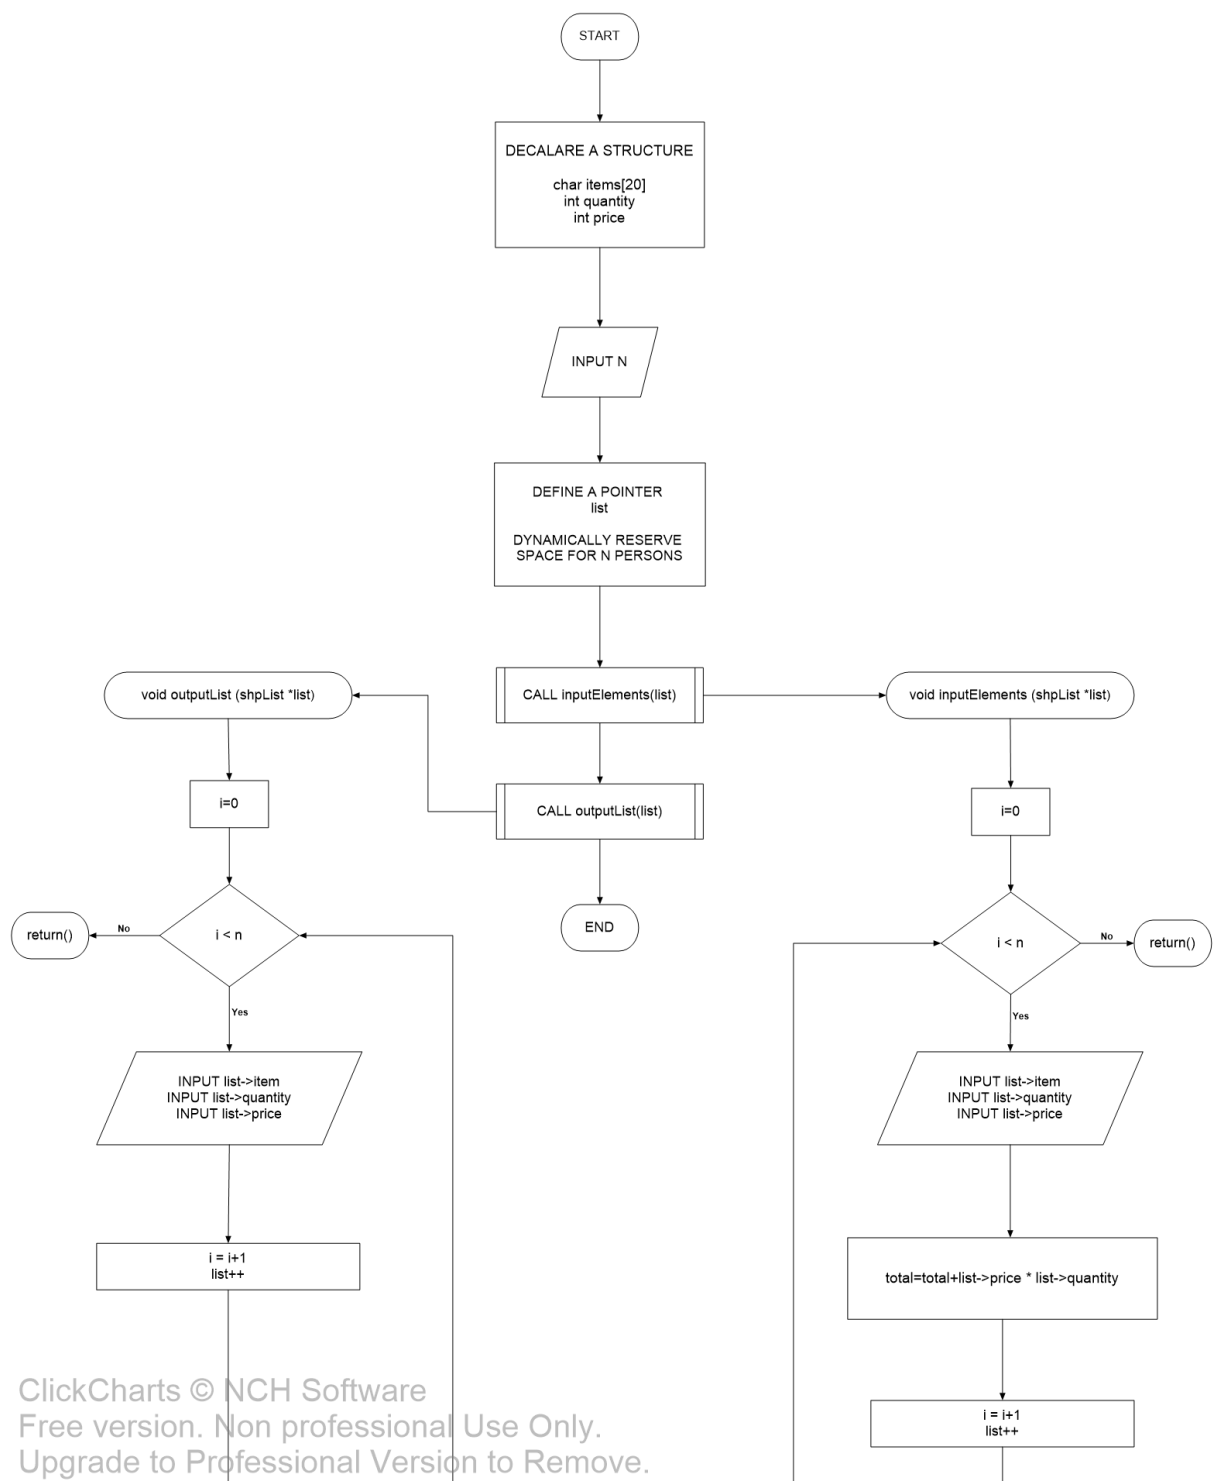 START
DECALARE A STRUCTURE
char items[20]
int quantity
int price
INPUT N
DEFINE A POINTER
list
DYNAMICALLY RESERVE
SPACE FOR N PERSONS
void outputList (shpList *list)
CALL inputElements(list)
void inputElements (shpList *list)
i=0
CALL outputList(list)
i=0
return()
No
i < n
END
i < n
No
return()
Yes
Yes
INPUT list->item
INPUT list->quantity
INPUT list->price
INPUT list->item
INPUT list->quantity
INPUT list->price
i = i+1
list++
total=total+list->price * list->quantity
i = i+1
list++
ClickCharts © NCH Software
Free version. Non professional Use Only.
Upgrade to Professional Version to Remove.